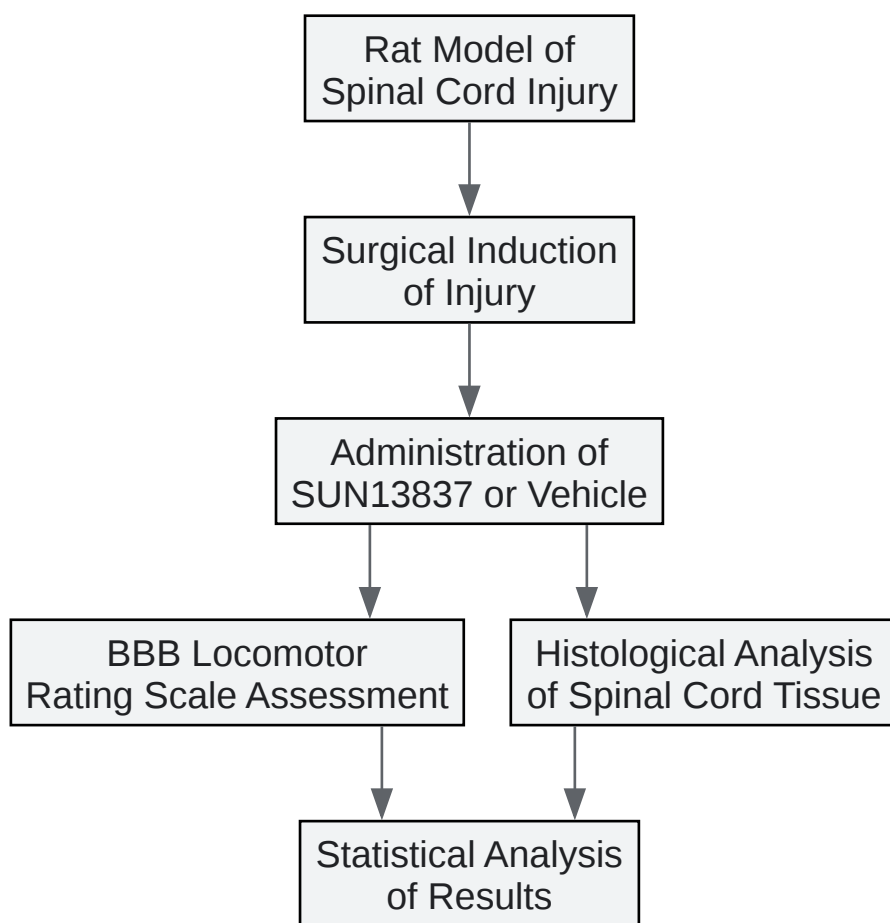 Rat Model of
Spinal Cord Injury
Surgical Induction
of Injury
Administration of
SUN13837 or Vehicle
BBB Locomotor
Rating Scale Assessment
Histological Analysis
of Spinal Cord Tissue
Statistical Analysis
of Results